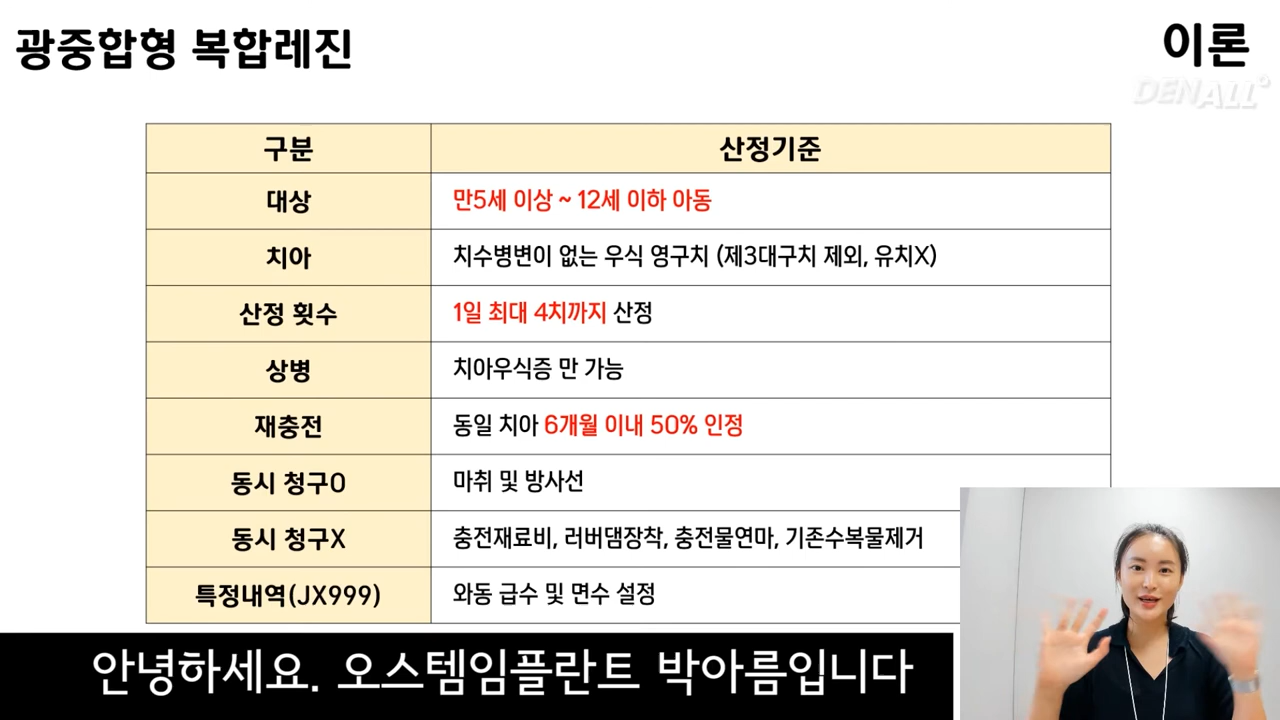 광중합형 복합레진
이론
DENALL
구분 산정기준
대상 만5세 이상 ~ 12세 이하 아동
치아 치수병변이 없는 우식 영구치 (제3대구치 제외, 유치X)
산정 횟수 1일 최대 4치까지 산정
상병 치아우식증 만 가능
재충전 동일 치아 6개월 이내 50% 인정
동시 청구O 마취 및 방사선
동시 청구X 충전재료비, 러버댐장착, 충전물연마, 기존수복물제거
특정내역(JX999) 와동 급수 및 면수 설정
안녕하세요. 오스템임플란트 박아름입니다